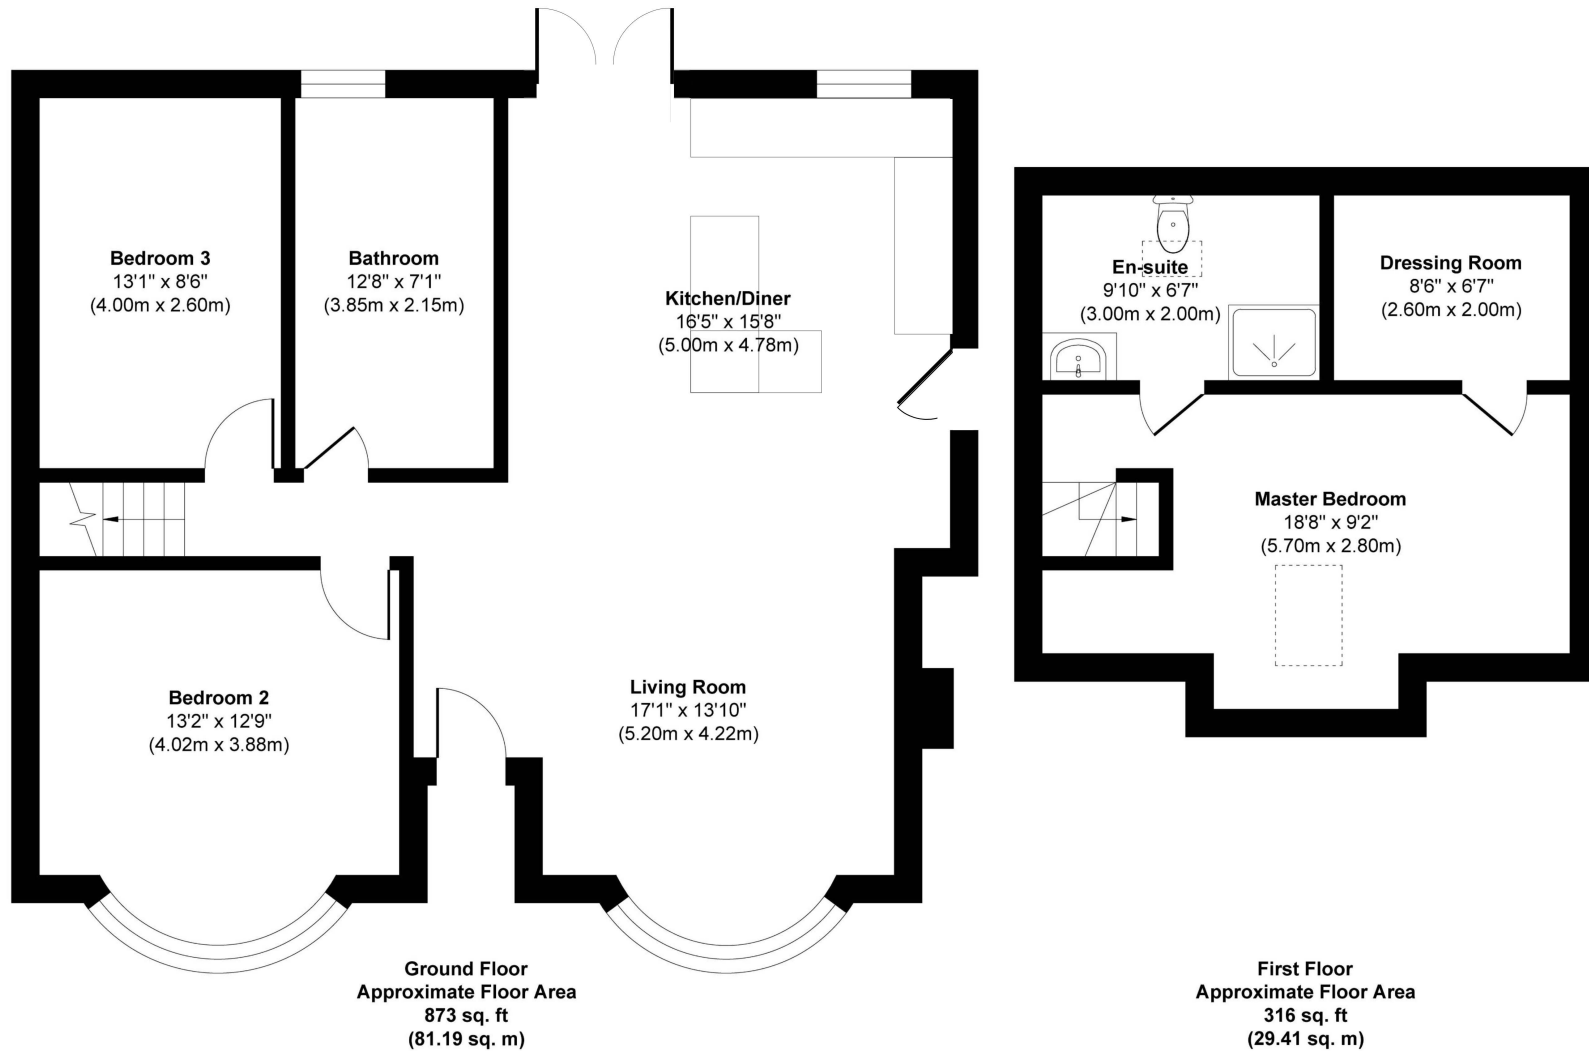 Bedroom 3
13'1" x 8'6"
(4.00m x 2.60m)
Bathroom
12'8" x 7'1"
(3.85m x 2.15m)
Kitchen/Diner
16'5" x 15'8"
(5.00m x 4.78m)
En-suite
9'10" x 6'7"
(3.00m x 2.00m)
Dressing Room
8'6" x 6'7"
(2.60m x 2.00m)
Master Bedroom
18'8" x 9'2"
(5.70m x 2.80m)
Bedroom 2
13'2" x 12'9"
(4.02m x 3.88m)
Living Room
17'1" x 13'10"
(5.20m x 4.22m)
Ground Floor
Approximate Floor Area
873 sq. ft
(81.19 sq. m)
First Floor
Approximate Floor Area
316 sq. ft
(29.41 sq. m)